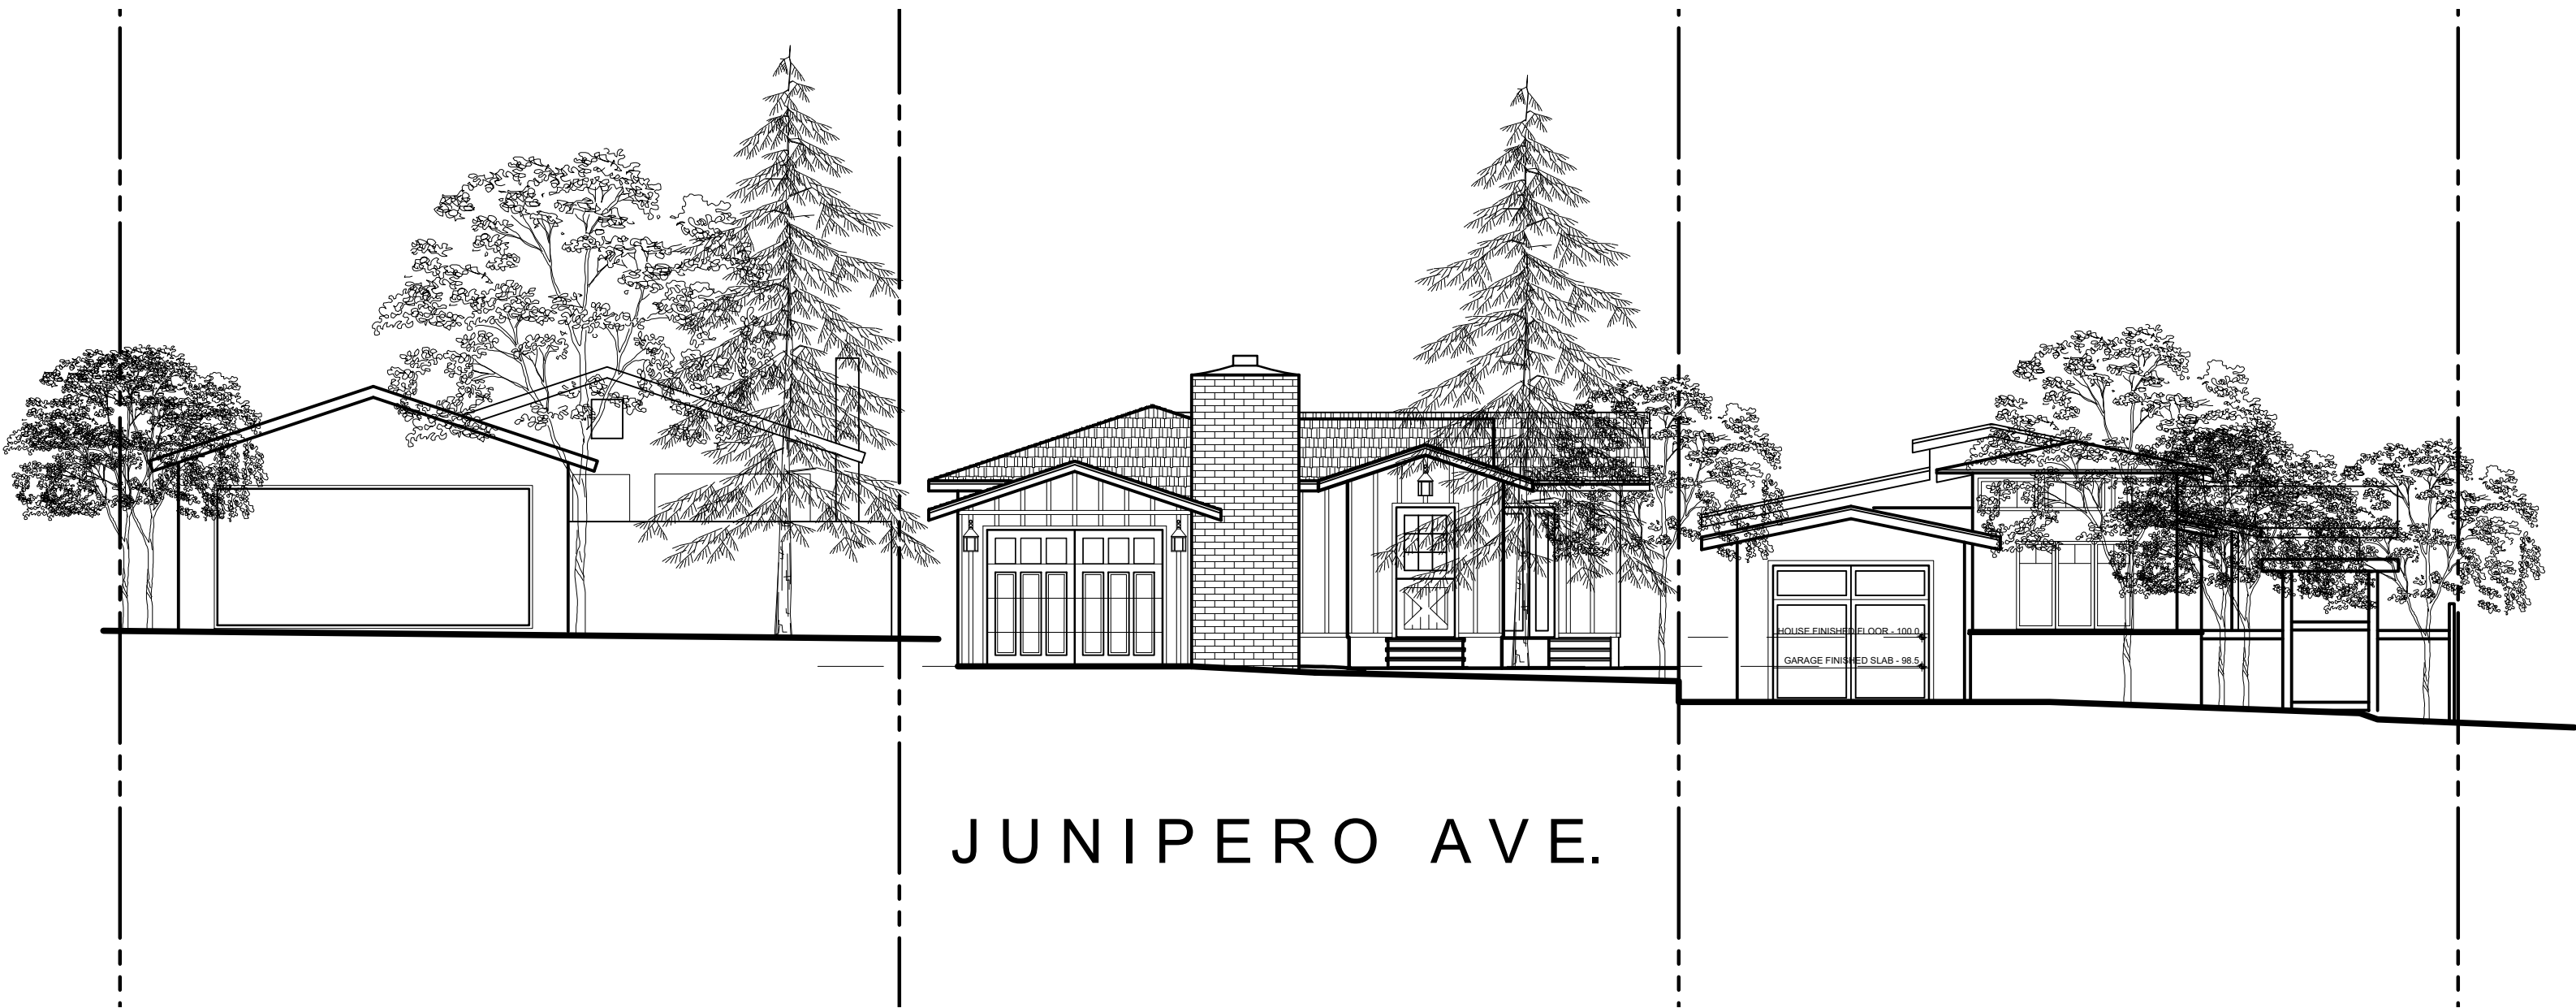 HOUSE FINISHED FLOOR - 100.0
GARAGE FINISHED SLAB - 98.5
JUNIPERO AVE.